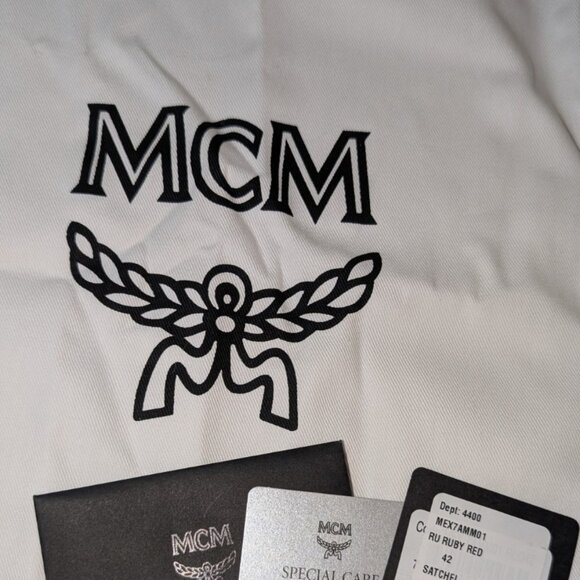 MCM
MCM
MCM
SPECIAL CARE
Dept: 4400
MEX7AMM01
RU RUBY RED
42
SATCHEL